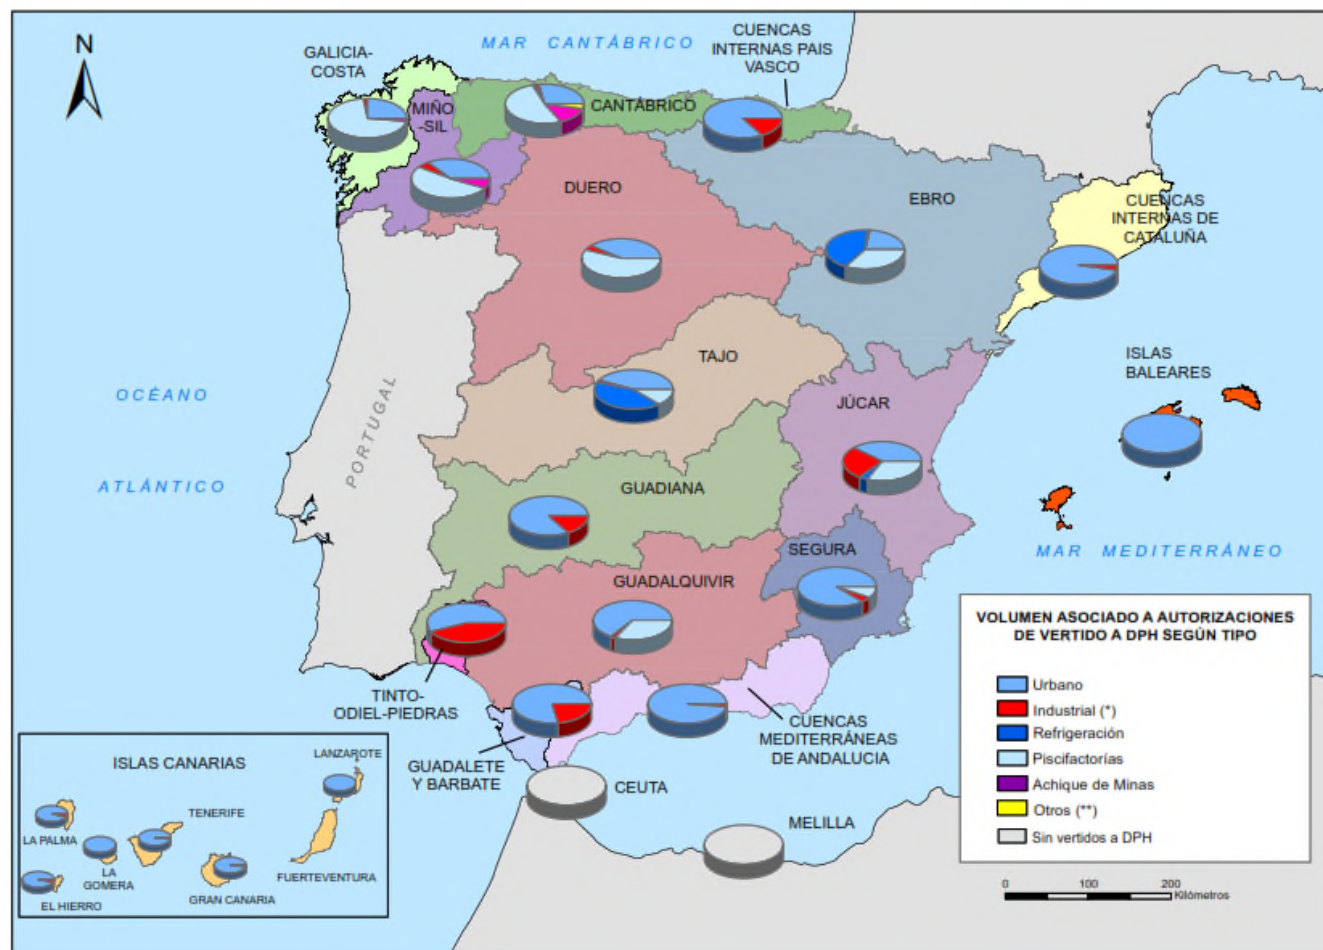 N
MAR CANTÁBRICO
CUENCAS
INTERNAS PAIS
VASCO
GALICIA-
COSTA
MIÑO
-SIL
CANTÁBRICO
DUERO
EBRO
CUENCAS
INTERNAS DE
CATALUÑA
TAJO
ISLAS
BALEARES
OCÉANO
ATLÁNTICO
PORTUGAL
JÚCAR
GUADIANA
SEGURA
MAR MEDITERRÁNEO
GUADALQUIVIR
TINTO-
ODIEL-PIEDRAS
GUADALETE
Y BARBATE
CUENCAS
MEDITERRÁNEAS
DE ANDALUCIA
CEUTA
MELILLA
ISLAS CANARIAS
LANZAROTE
TENERIFE
LA PALMA
LA
GOMERA
EL HIERRO
GRAN CANARIA
FUERTEVENTURA
VOLUMEN ASOCIADO A AUTORIZACIONES
DE VERTIDO A DPH SEGÚN TIPO
Urbano
Industrial (*)
Refrigeración
Piscifactorías
Achique de Minas
Otros (**)
Sin vertidos a DPH
0 100 200
Kilómetros